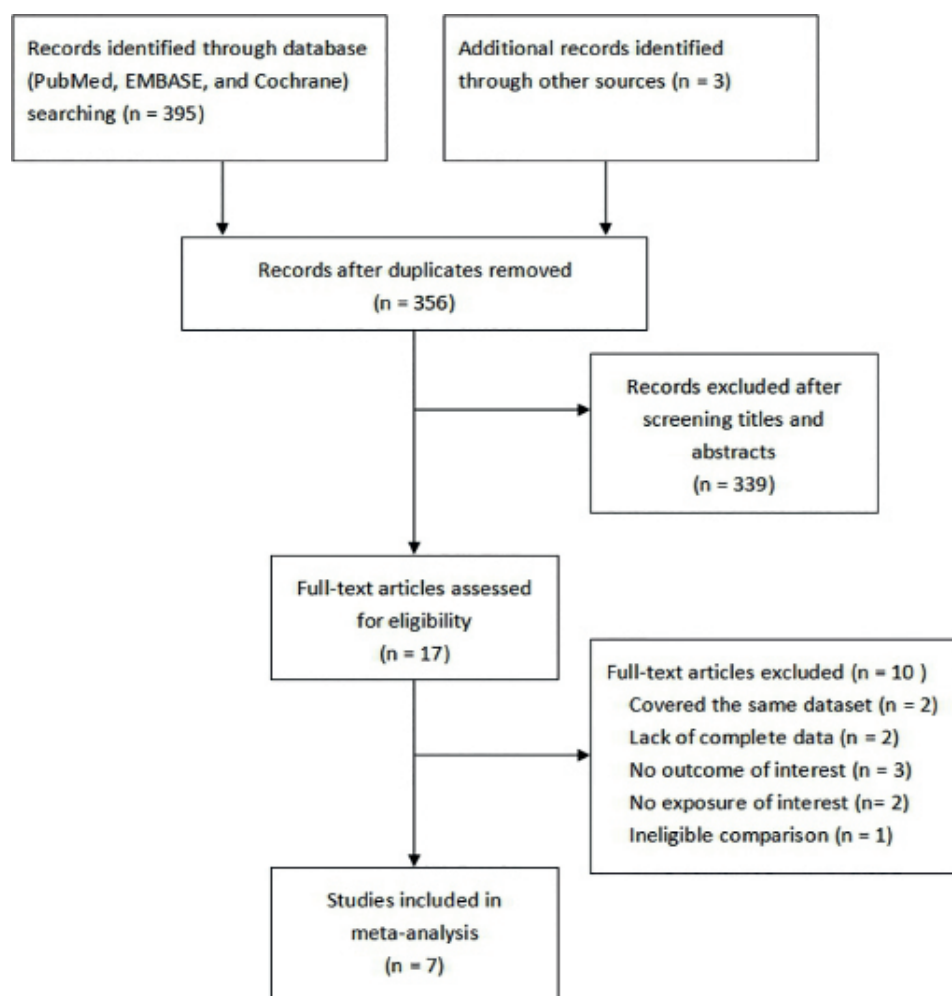 Records identified through database
(PubMed, EMBASE, and Cochrane)
searching (n = 395)
Additional records identified
through other sources (n = 3)
Records after duplicates removed
(n = 356)
Records excluded after
screening titles and
abstracts
(n = 339)
Full-text articles assessed
for eligibility
(n = 17)
Full-text articles excluded (n = 10 )
Covered the same dataset (n = 2)
Lack of complete data (n = 2)
No outcome of interest (n = 3)
No exposure of interest (n= 2)
Ineligible comparison (n = 1)
Studies included in
meta-analysis
(n = 7)